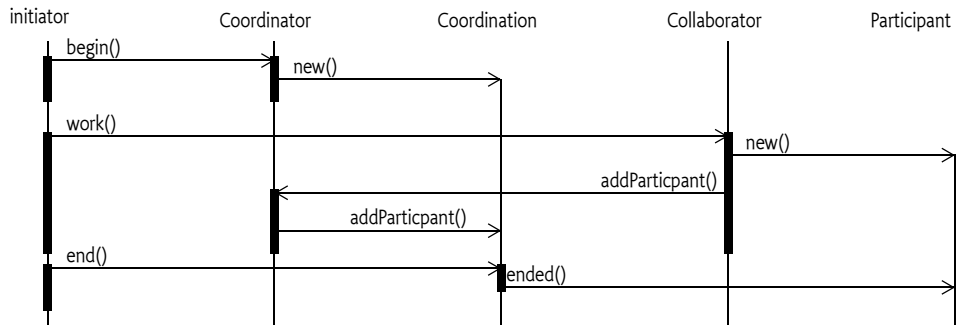 initiator
Coordinator
Coordination
Collaborator
Participant
begin()
new()
work()
new()
addParticpant()
addParticpant()
end()
ended()